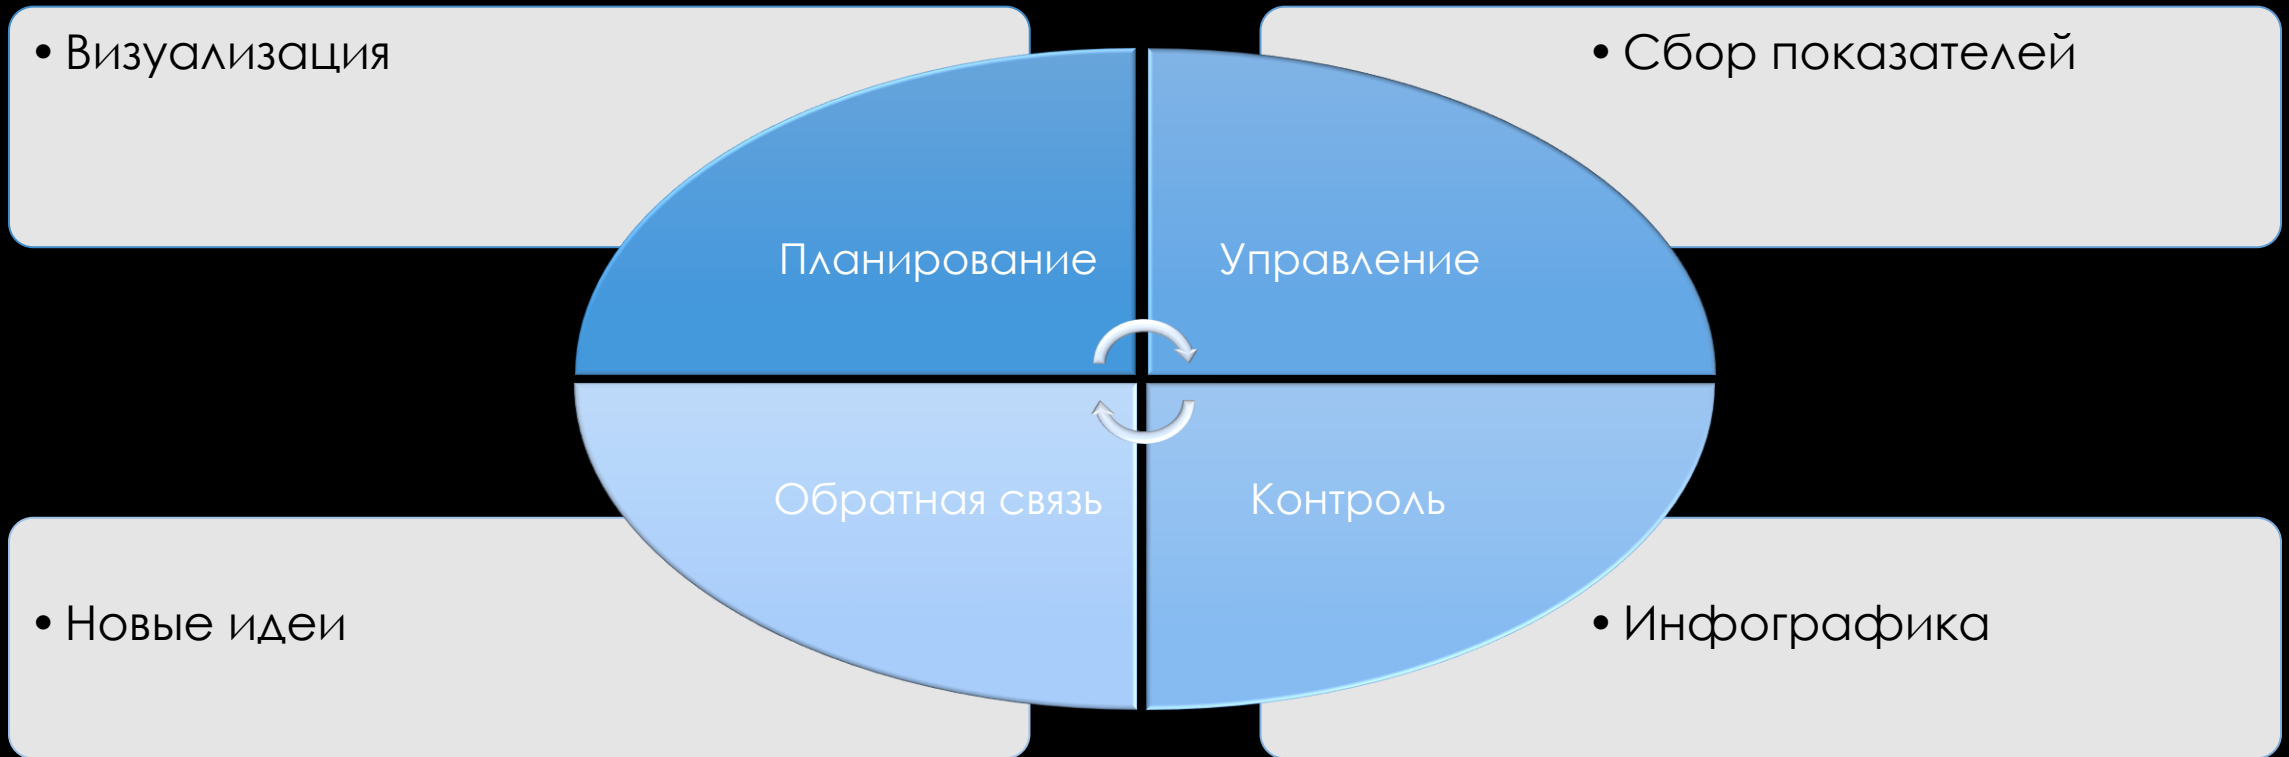 • Визуализация
• Сбор показателей
Планирование
Управление
Обратная связь
Контроль
• Новые идеи
• Инфографика